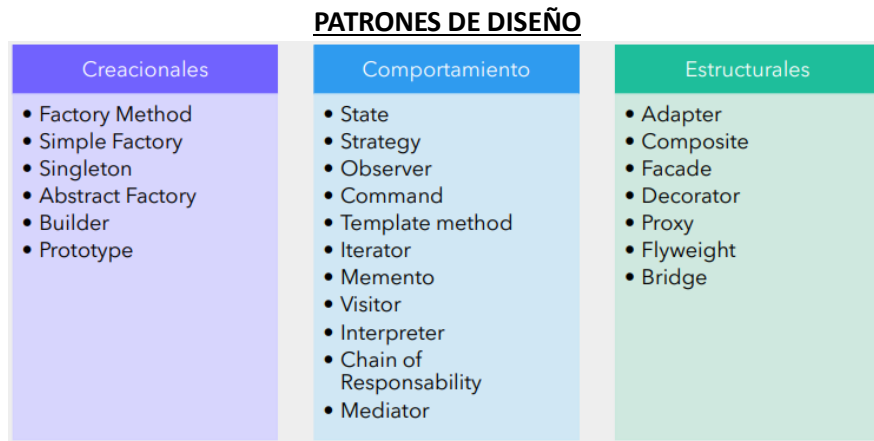 PATRONES DE DISEÑO
Creacionales
• Factory Method
• Simple Factory
• Singleton
• Abstract Factory
• Builder
• Prototype
Comportamiento
• State
• Strategy
• Observer
• Command
• Template method
• Iterator
• Memento
• Visitor
• Interpreter
• Chain of
Responsability
• Mediator
Estructurales
• Adapter
• Composite
• Facade
• Decorator
• Proxy
• Flyweight
• Bridge